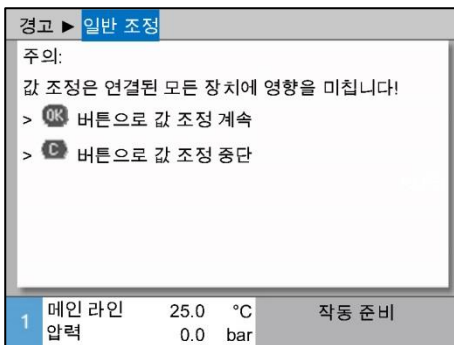 경고 ► 일반 조정
주의:
값 조정은 연결된 모든 장치에 영향을 미칩니다!
> OK 버튼으로 값 조정 계속
> C 버튼으로 값 조정 중단
1 메인 라인 25.0 °C 작동 준비
압력 0.0 bar